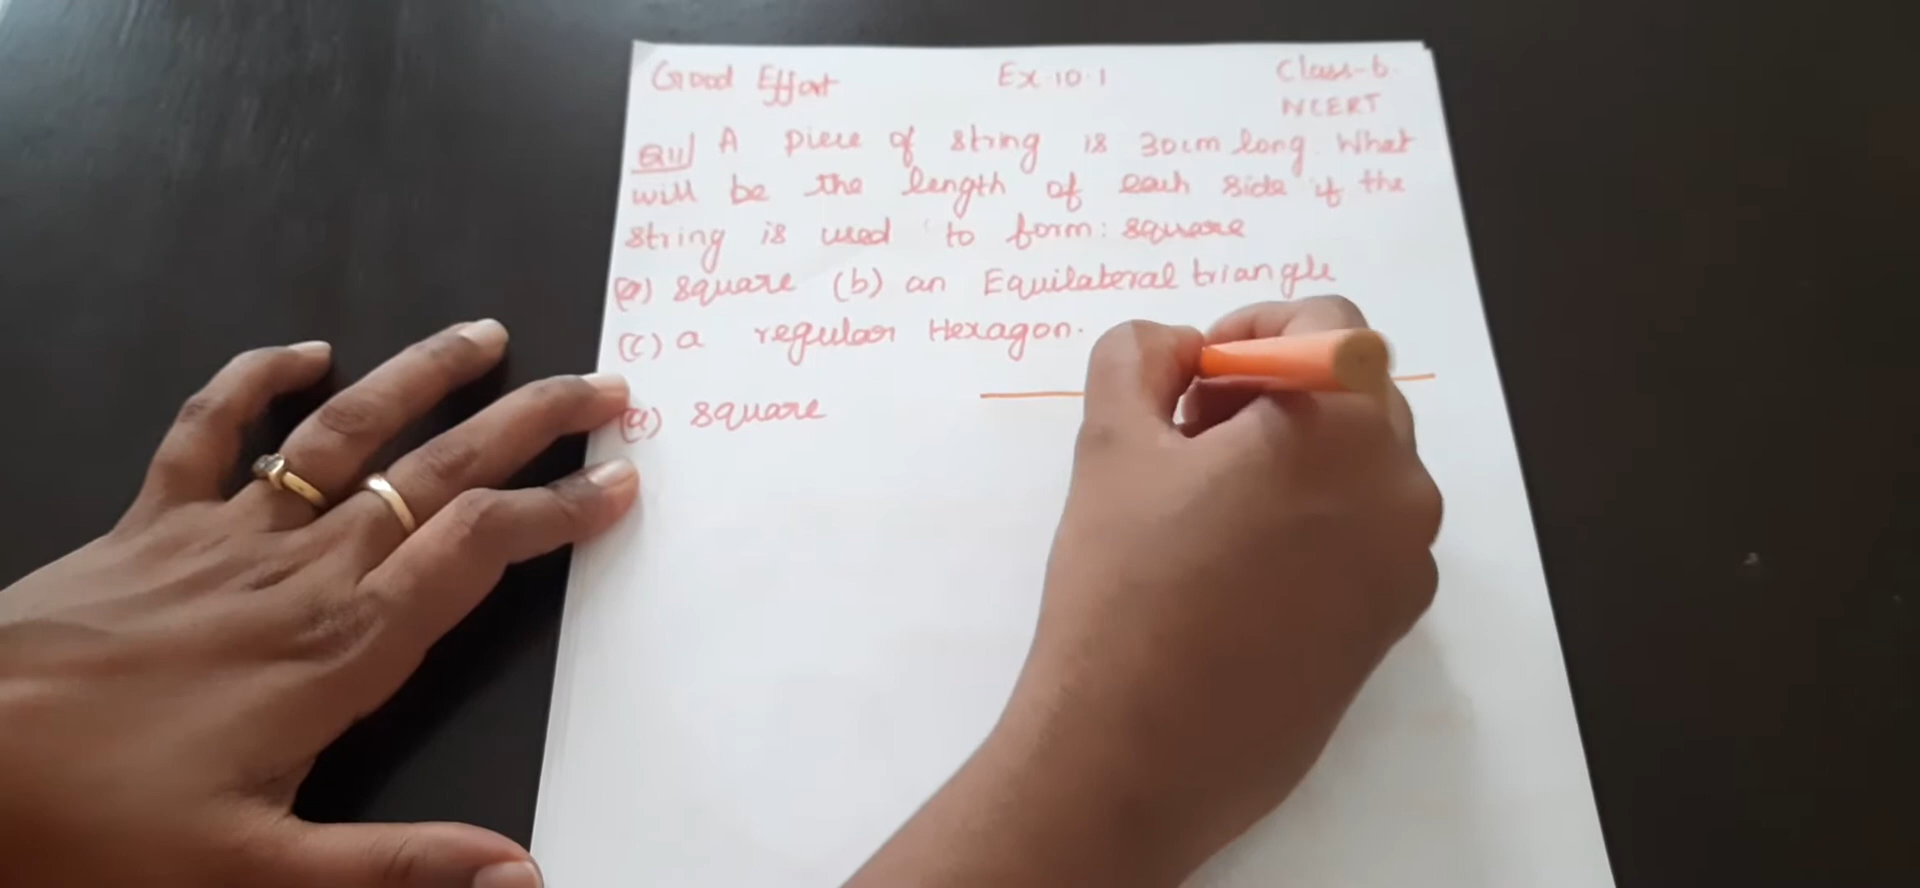 Good Effort Ex.10.1 Class-6.
NCERT
Q11) A piece of string is 30cm long. What
will be the length of each side if the
string is used to form: square
(a) square (b) an Equilateral triangle
(c) a regular Hexagon.
(a) square